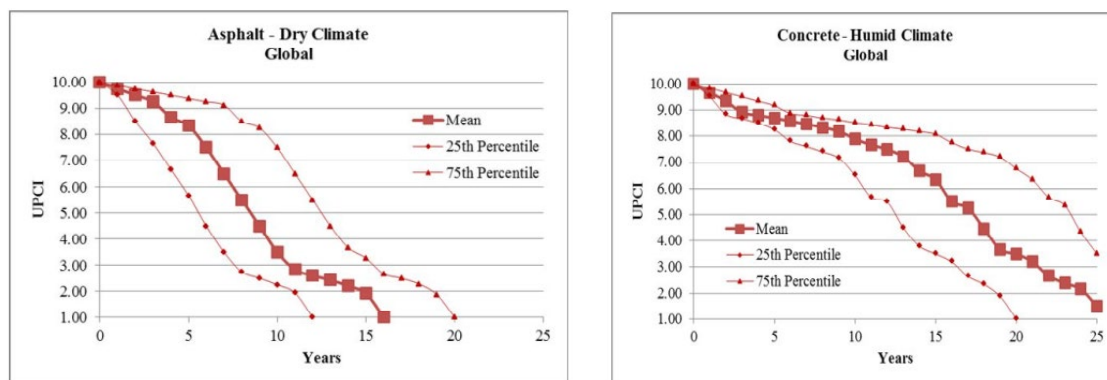 Asphalt - Dry Climate
Global
10.00
9.00
8.00
7.00
6.00
5.00
4.00
3.00
2.00
1.00
UPCI
Mean
25th Percentile
75th Percentile
0
5
10
15
20
25
Years
Concrete - Humid Climate
Global
10.00
9.00
8.00
7.00
6.00
5.00
4.00
3.00
2.00
1.00
UPCI
Mean
25th Percentile
75th Percentile
0
5
10
15
20
25
Years